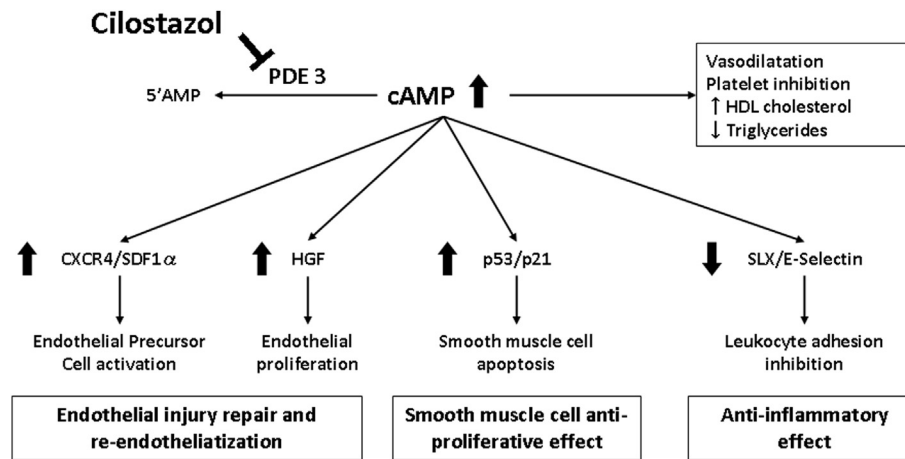 Cilostazol
PDE 3
5'AMP
cAMP
Vasodilatation
Platelet inhibition
↑ HDL cholesterol
↓ Triglycerides
CXCR4/SDF1α
HGF
p53/p21
SLX/E-Selectin
Endothelial Precursor
Cell activation
Endothelial
proliferation
Smooth muscle cell
apoptosis
Leukocyte adhesion
inhibition
Endothelial injury repair and
re-endotheliatization
Smooth muscle cell anti-
proliferative effect
Anti-inflammatory
effect